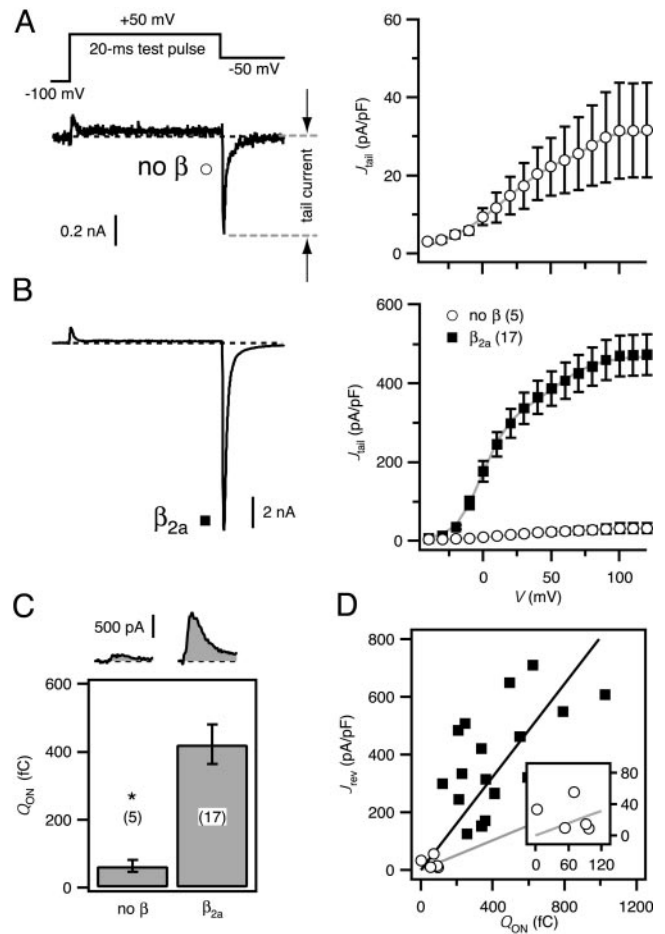 A
+50 mV
20-ms test pulse
-50 mV
-100 mV
no β ○
tail current
0.2 nA
60
40
20
0
Jtail (pA/pF)
B
β2a ■
2 nA
○ no β (5)
■ β2a (17)
600
400
200
0
Jtail (pA/pF)
0 50 100
V (mV)
C
500 pA
600
400
200
0
QON (fC)
*
(5)
(17)
no β β2a
D
800
600
400
200
0
Jrev (pA/pF)
80
40
0
0 60 120
0 400 800 1200
QON (fC)